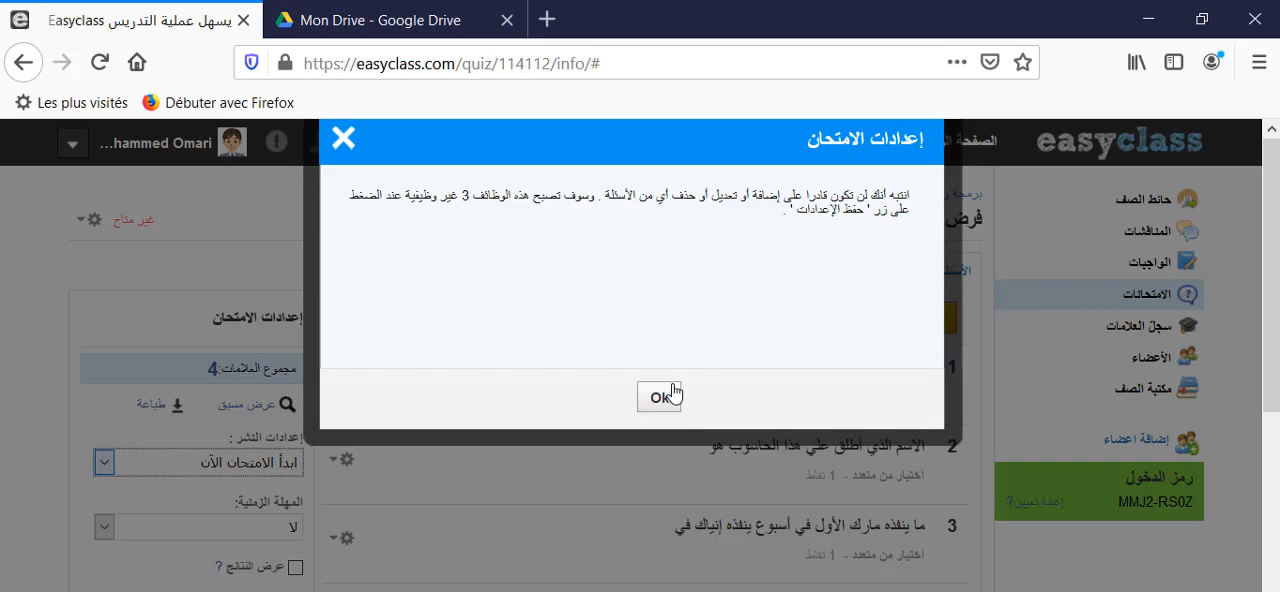 Easyclass يسهل عملية التدريس
Mon Drive - Google Drive
https://easyclass.com/quiz/114112/info/#
Les plus visités
Débuter avec Firefox
easyclass
الصفحة
...hammed Omari
إعدادات الامتحان
انتبه أنك لن تكون قادرا على إضافة أو تعديل أو حذف أي من الأسئلة . وسوف تصبح هذه الوظائف 3 غير وظيفية عند الضغط
على زر ' حفظ الإعدادات ' .
Ok
حائط الصف
المناقشات
الواجبات
الامتحانات
سجلّ العلامات
الأعضاء
مكتبة الصف
إضافة اعضاء
رمز الدخول
MMJ2-RS0Z
إعادة تعيين؟
برمجة
فرض
غير متاح
الأسئلة
1
2
الاسم الذي أطلق على هذا الحاسوب هو
اختيار من متعدد - 1 نقاط
3
ما ينفذه مارك الأول في أسبوع ينفذه إنياك في
اختيار من متعدد - 1 نقاط
إعدادات الامتحان
مجموع العلامات:4
عرض مسبق
طباعة
إعدادات النشر :
ابدأ الامتحان الآن
المهلة الزمنية:
لا
عرض النتائج ?